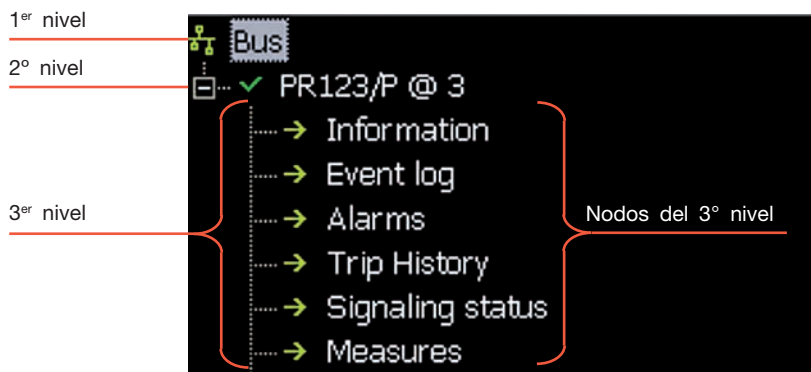 1er nivel
Bus
2º nivel
PR123/P @ 3
Information
Event log
3er nivel
Alarms
Nodos del 3° nivel
Trip History
Signaling status
Measures